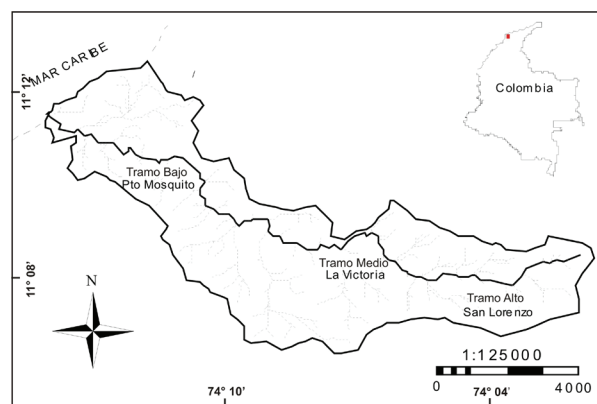 MAR CARIBE
11° 12'
Colombia
Tramo Bajo
Pto Mosquito
Tramo Medio
La Victoria
11° 08'
Tramo Alto
San Lorenzo
N
1:125000
0 4000
74° 10' 74° 04'